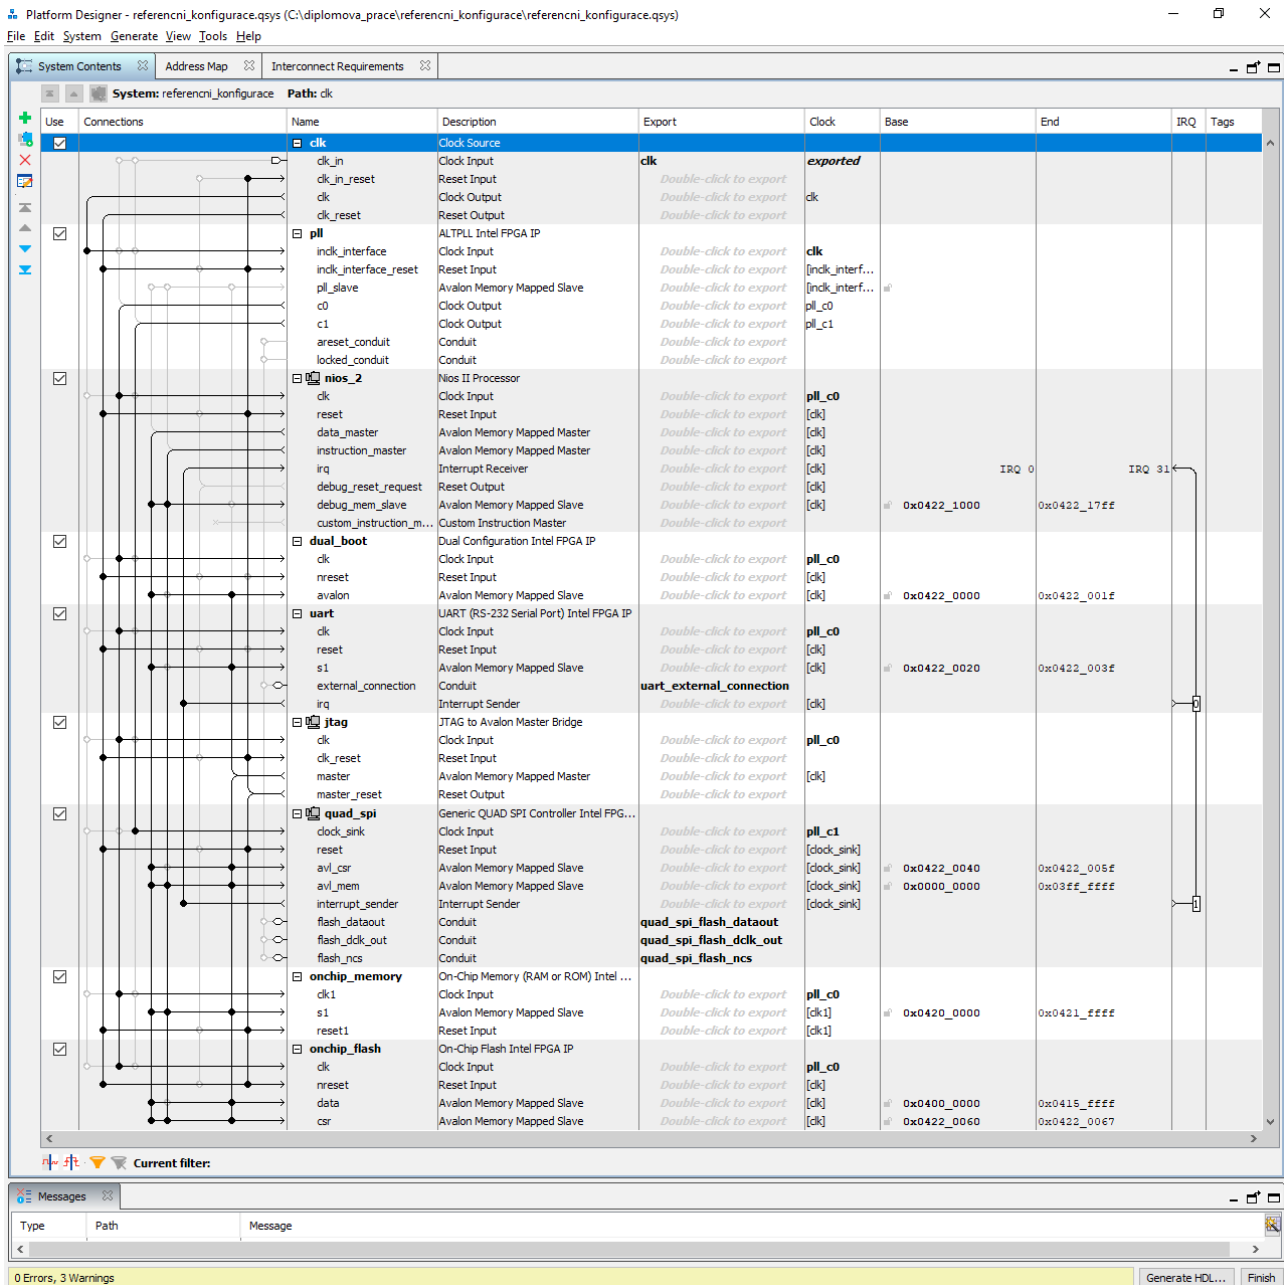 Platform Designer - referencni_konfigurace.qsys (C:\diplomova_prace\referencni_konfigurace\referencni_konfigurace.qsys)
File Edit System Generate View Tools Help
System Contents Address Map Interconnect Requirements
System: referencni_konfigurace Path: clk
Use Connections Name Description Export Clock Base End IRQ Tags
clk Clock Source
clk_in Clock Input clk exported
clk_in_reset Reset Input Double-click to export
clk Clock Output Double-click to export clk
clk_reset Reset Output Double-click to export
pll ALTPLL Intel FPGA IP
inclk_interface Clock Input Double-click to export clk
inclk_interface_reset Reset Input Double-click to export [inclk_interf...
pll_slave Avalon Memory Mapped Slave Double-click to export [inclk_interf...
c0 Clock Output Double-click to export pll_c0
c1 Clock Output Double-click to export pll_c1
areset_conduit Conduit Double-click to export
locked_conduit Conduit Double-click to export
nios_2 Nios II Processor
clk Clock Input Double-click to export pll_c0
reset Reset Input Double-click to export [clk]
data_master Avalon Memory Mapped Master Double-click to export [clk]
instruction_master Avalon Memory Mapped Master Double-click to export [clk]
irq Interrupt Receiver Double-click to export [clk] IRQ 0 IRQ 31
debug_reset_request Reset Output Double-click to export [clk]
debug_mem_slave Avalon Memory Mapped Slave Double-click to export [clk] 0x0422_1000 0x0422_17ff
custom_instruction_m... Custom Instruction Master Double-click to export
dual_boot Dual Configuration Intel FPGA IP
clk Clock Input Double-click to export pll_c0
nreset Reset Input Double-click to export [clk]
avalon Avalon Memory Mapped Slave Double-click to export [clk] 0x0422_0000 0x0422_001f
uart UART (RS-232 Serial Port) Intel FPGA IP
clk Clock Input Double-click to export pll_c0
reset Reset Input Double-click to export [clk]
s1 Avalon Memory Mapped Slave Double-click to export [clk] 0x0422_0020 0x0422_003f
external_connection Conduit uart_external_connection
irq Interrupt Sender Double-click to export [clk] 0
jtag JTAG to Avalon Master Bridge
clk Clock Input Double-click to export pll_c0
clk_reset Reset Input Double-click to export
master Avalon Memory Mapped Master Double-click to export [clk]
master_reset Reset Output Double-click to export
quad_spi Generic QUAD SPI Controller Intel FPG...
clock_sink Clock Input Double-click to export pll_c1
reset Reset Input Double-click to export [clock_sink]
avl_csr Avalon Memory Mapped Slave Double-click to export [clock_sink] 0x0422_0040 0x0422_005f
avl_mem Avalon Memory Mapped Slave Double-click to export [clock_sink] 0x0000_0000 0x03ff_ffff
interrupt_sender Interrupt Sender Double-click to export [clock_sink] 1
flash_dataout Conduit quad_spi_flash_dataout
flash_dclk_out Conduit quad_spi_flash_dclk_out
flash_ncs Conduit quad_spi_flash_ncs
onchip_memory On-Chip Memory (RAM or ROM) Intel ...
clk1 Clock Input Double-click to export pll_c0
s1 Avalon Memory Mapped Slave Double-click to export [clk1] 0x0420_0000 0x0421_ffff
reset1 Reset Input Double-click to export [clk1]
onchip_flash On-Chip Flash Intel FPGA IP
clk Clock Input Double-click to export pll_c0
nreset Reset Input Double-click to export [clk]
data Avalon Memory Mapped Slave Double-click to export [clk] 0x0400_0000 0x0415_ffff
csr Avalon Memory Mapped Slave Double-click to export [clk] 0x0422_0060 0x0422_0067
Current filter:
Messages
Type Path Message
0 Errors, 3 Warnings Generate HDL... Finish